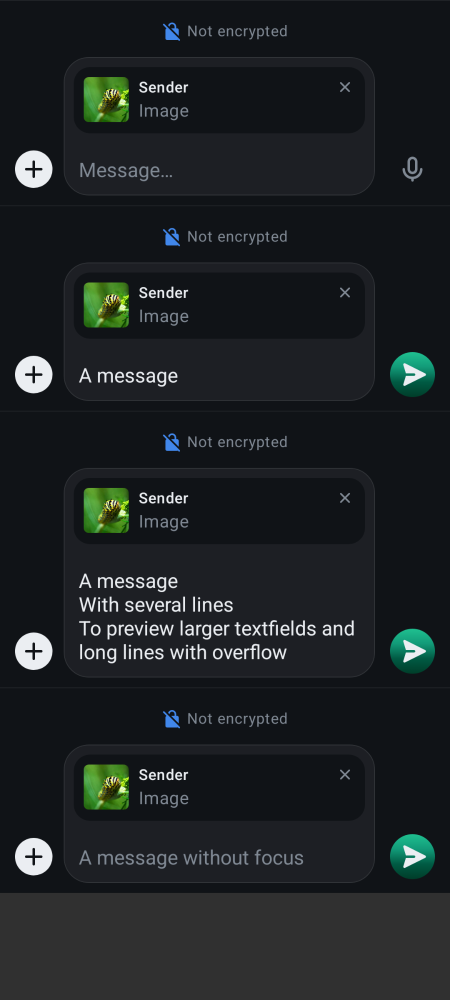 Not encrypted
Sender
Image
Message…
Not encrypted
Sender
Image
A message
Not encrypted
Sender
Image
A message
With several lines
To preview larger textfields and
long lines with overflow
Not encrypted
Sender
Image
A message without focus